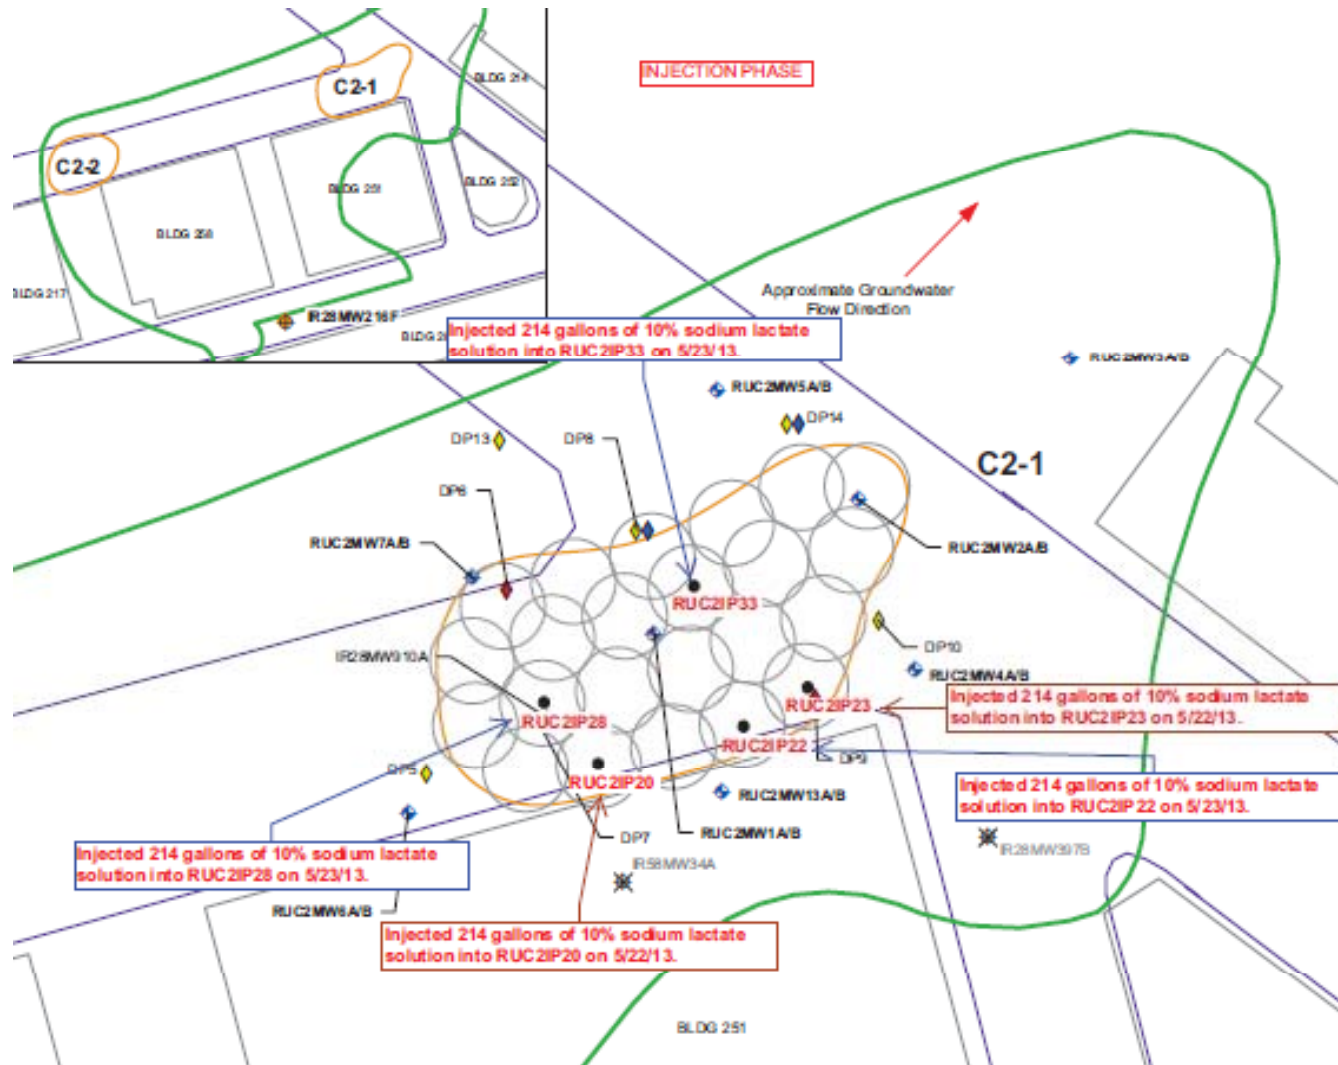 INJECTION PHASE
C2-1
BLDG 214
C2-2
BLDG 251
BLDG 252
BLDG 258
BLDG 217
IR28MW216F
Approximate Groundwater
Flow Direction
Injected 214 gallons of 10% sodium lactate
solution into RUC2IP33 on 5/23/13.
RUC2MW3A/B
RUC2MW5A/B
DP14
DP13
DP8
C2-1
DP6
RUC2MW7A/B
RUC2MW2A/B
RUC2IP33
DP10
IR28MW910A
RUC2MW4A/B
Injected 214 gallons of 10% sodium lactate
solution into RUC2IP23 on 5/22/13.
RUC2IP23
RUC2IP28
RUC2IP22
DP9
DP5
RUC2IP20
RUC2MW13A/B
Injected 214 gallons of 10% sodium lactate
solution into RUC2IP22 on 5/23/13.
DP7
RUC2MW1A/B
IR28MW397B
Injected 214 gallons of 10% sodium lactate
solution into RUC2IP28 on 5/23/13.
IR58MW34A
RUC2MW6A/B
Injected 214 gallons of 10% sodium lactate
solution into RUC2IP20 on 5/22/13.
BLDG 251